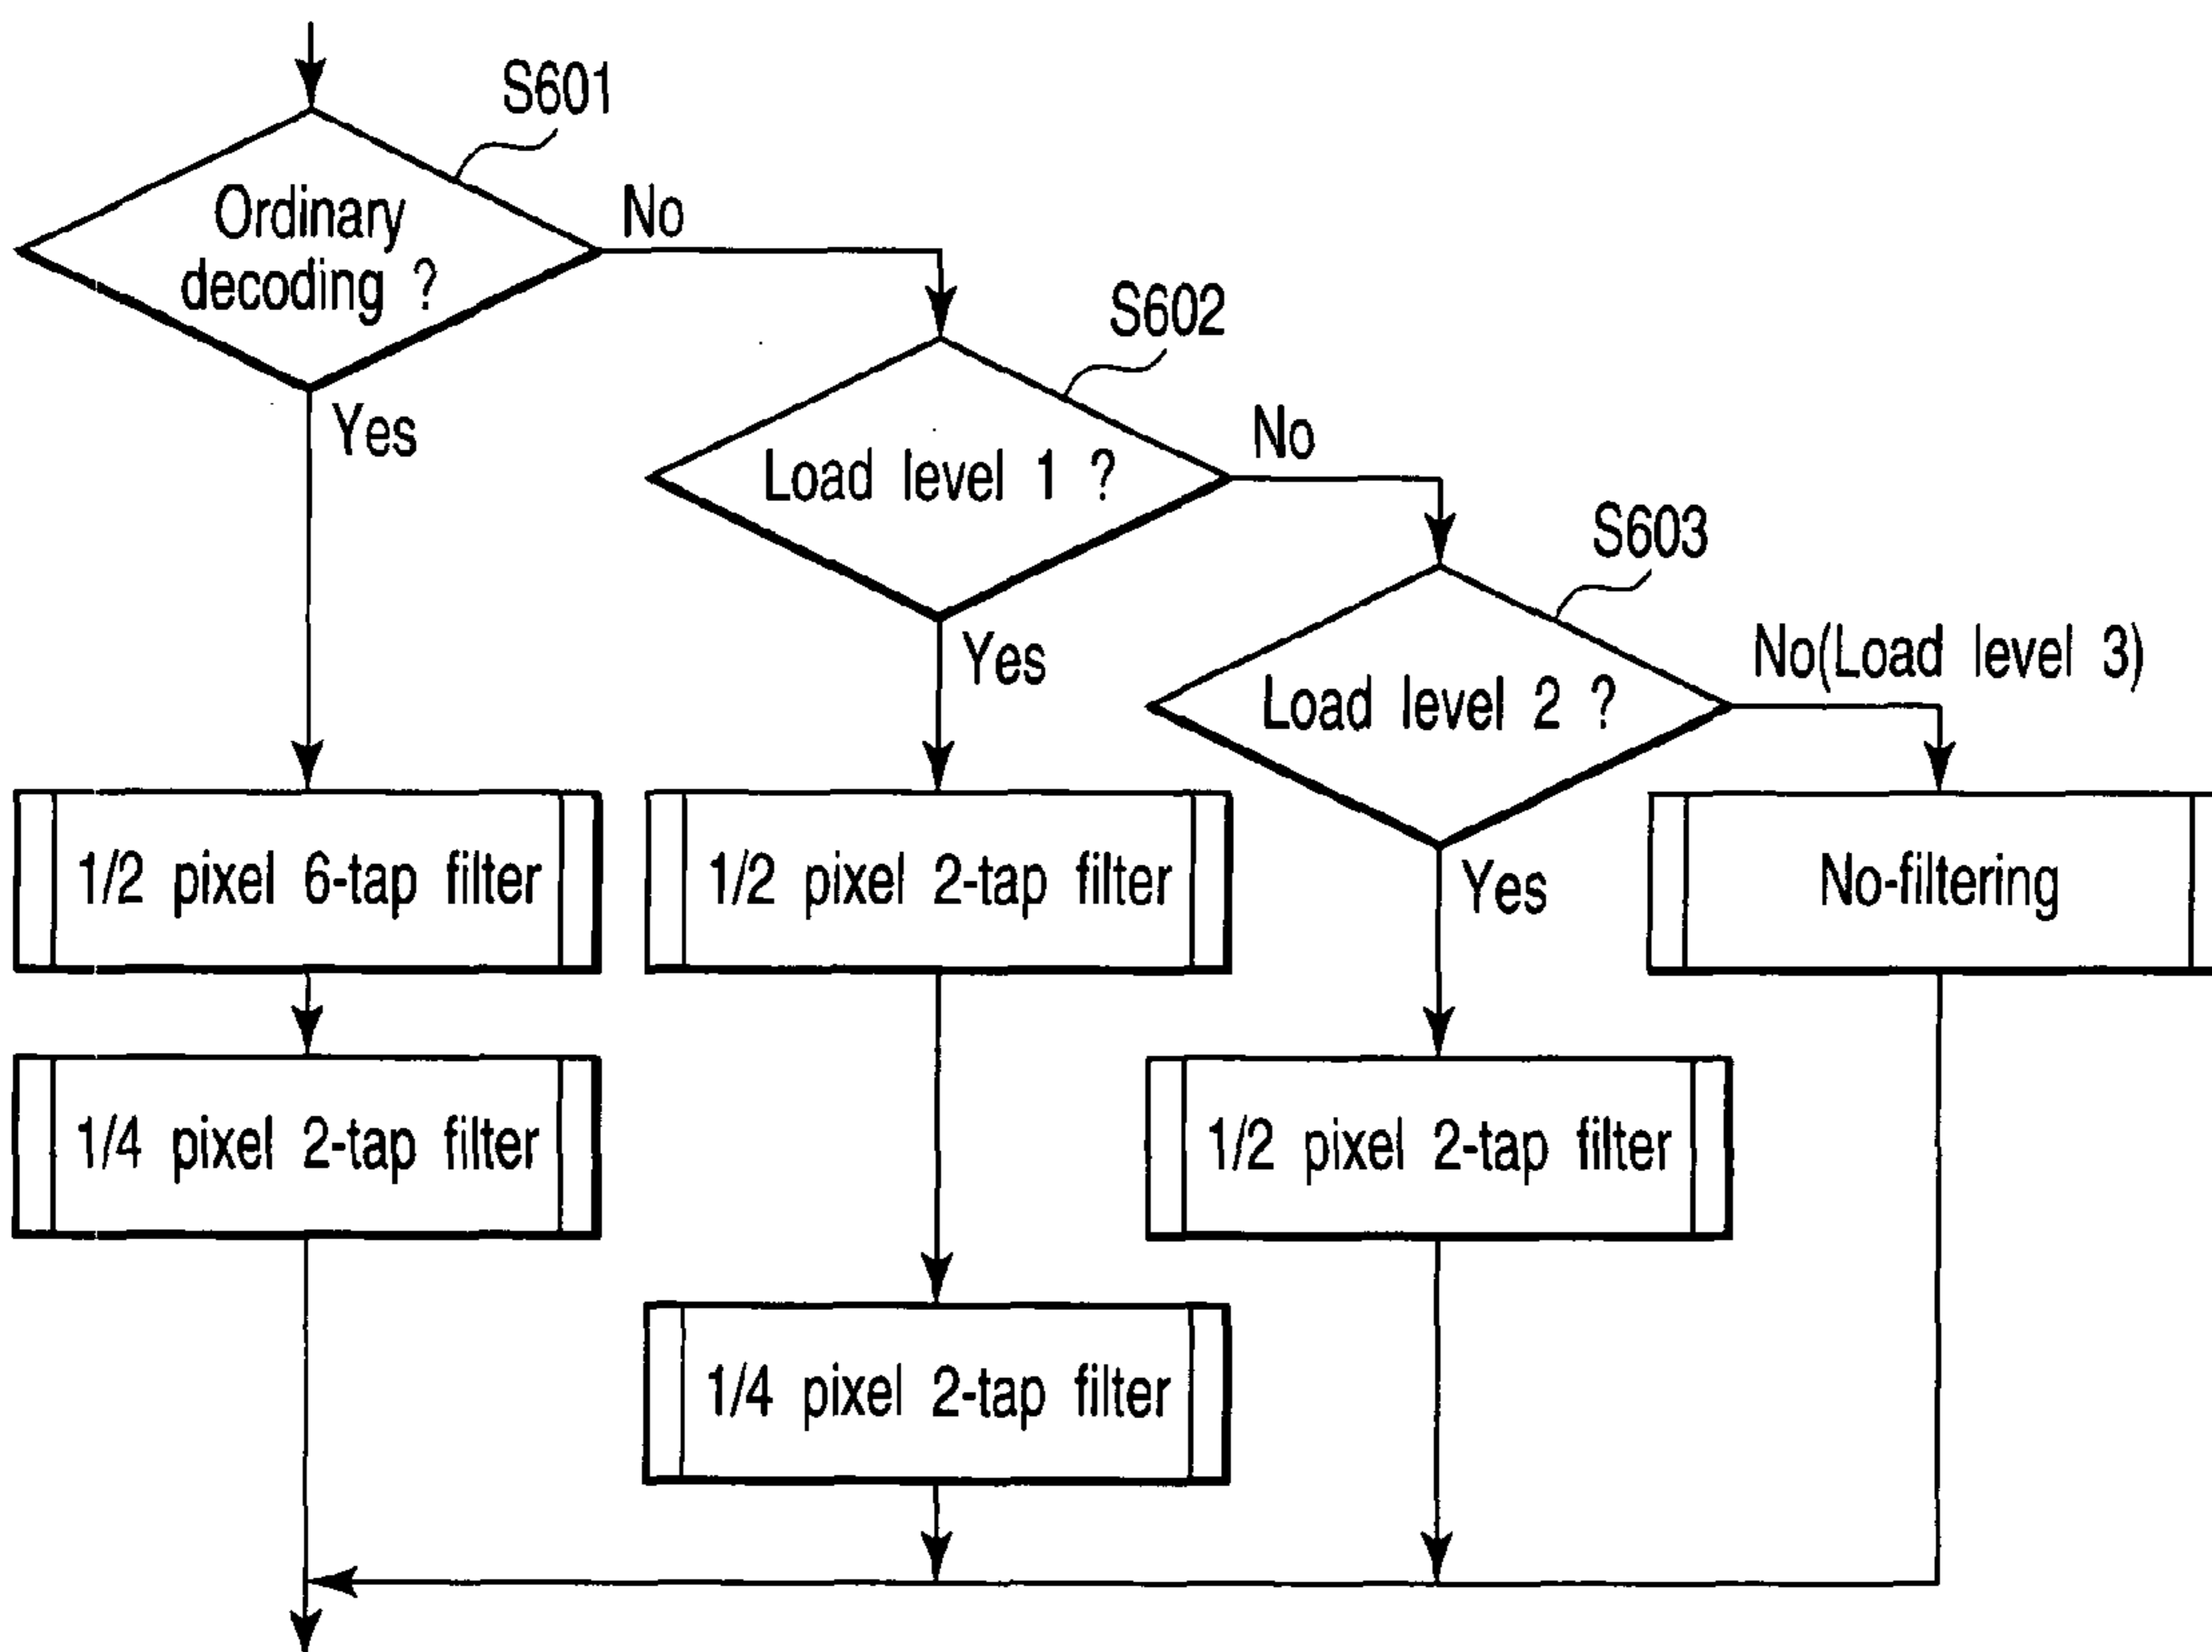 S601
Ordinary
decoding ?
No
Yes
S602
Load level 1 ?
No
Yes
S603
Load level 2 ?
No(Load level 3)
Yes
1/2 pixel 6-tap filter
1/2 pixel 2-tap filter
No-filtering
1/4 pixel 2-tap filter
1/2 pixel 2-tap filter
1/4 pixel 2-tap filter